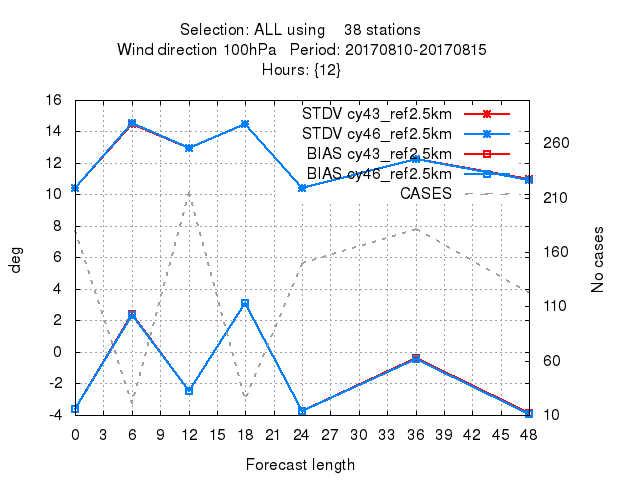 Selection: ALL using    38 stations
Wind direction 100hPa   Period: 20170810-20170815
Hours: {12}
16
14
12
10
8
6
4
2
0
-2
-4
deg
STDV cy43_ref2.5km
STDV cy46_ref2.5km
BIAS cy43_ref2.5km
BIAS cy46_ref2.5km
CASES
260
210
160
110
60
10
No cases
0 3 6 9 12 15 18 21 24 27 30 33 36 39 42 45 48
Forecast length